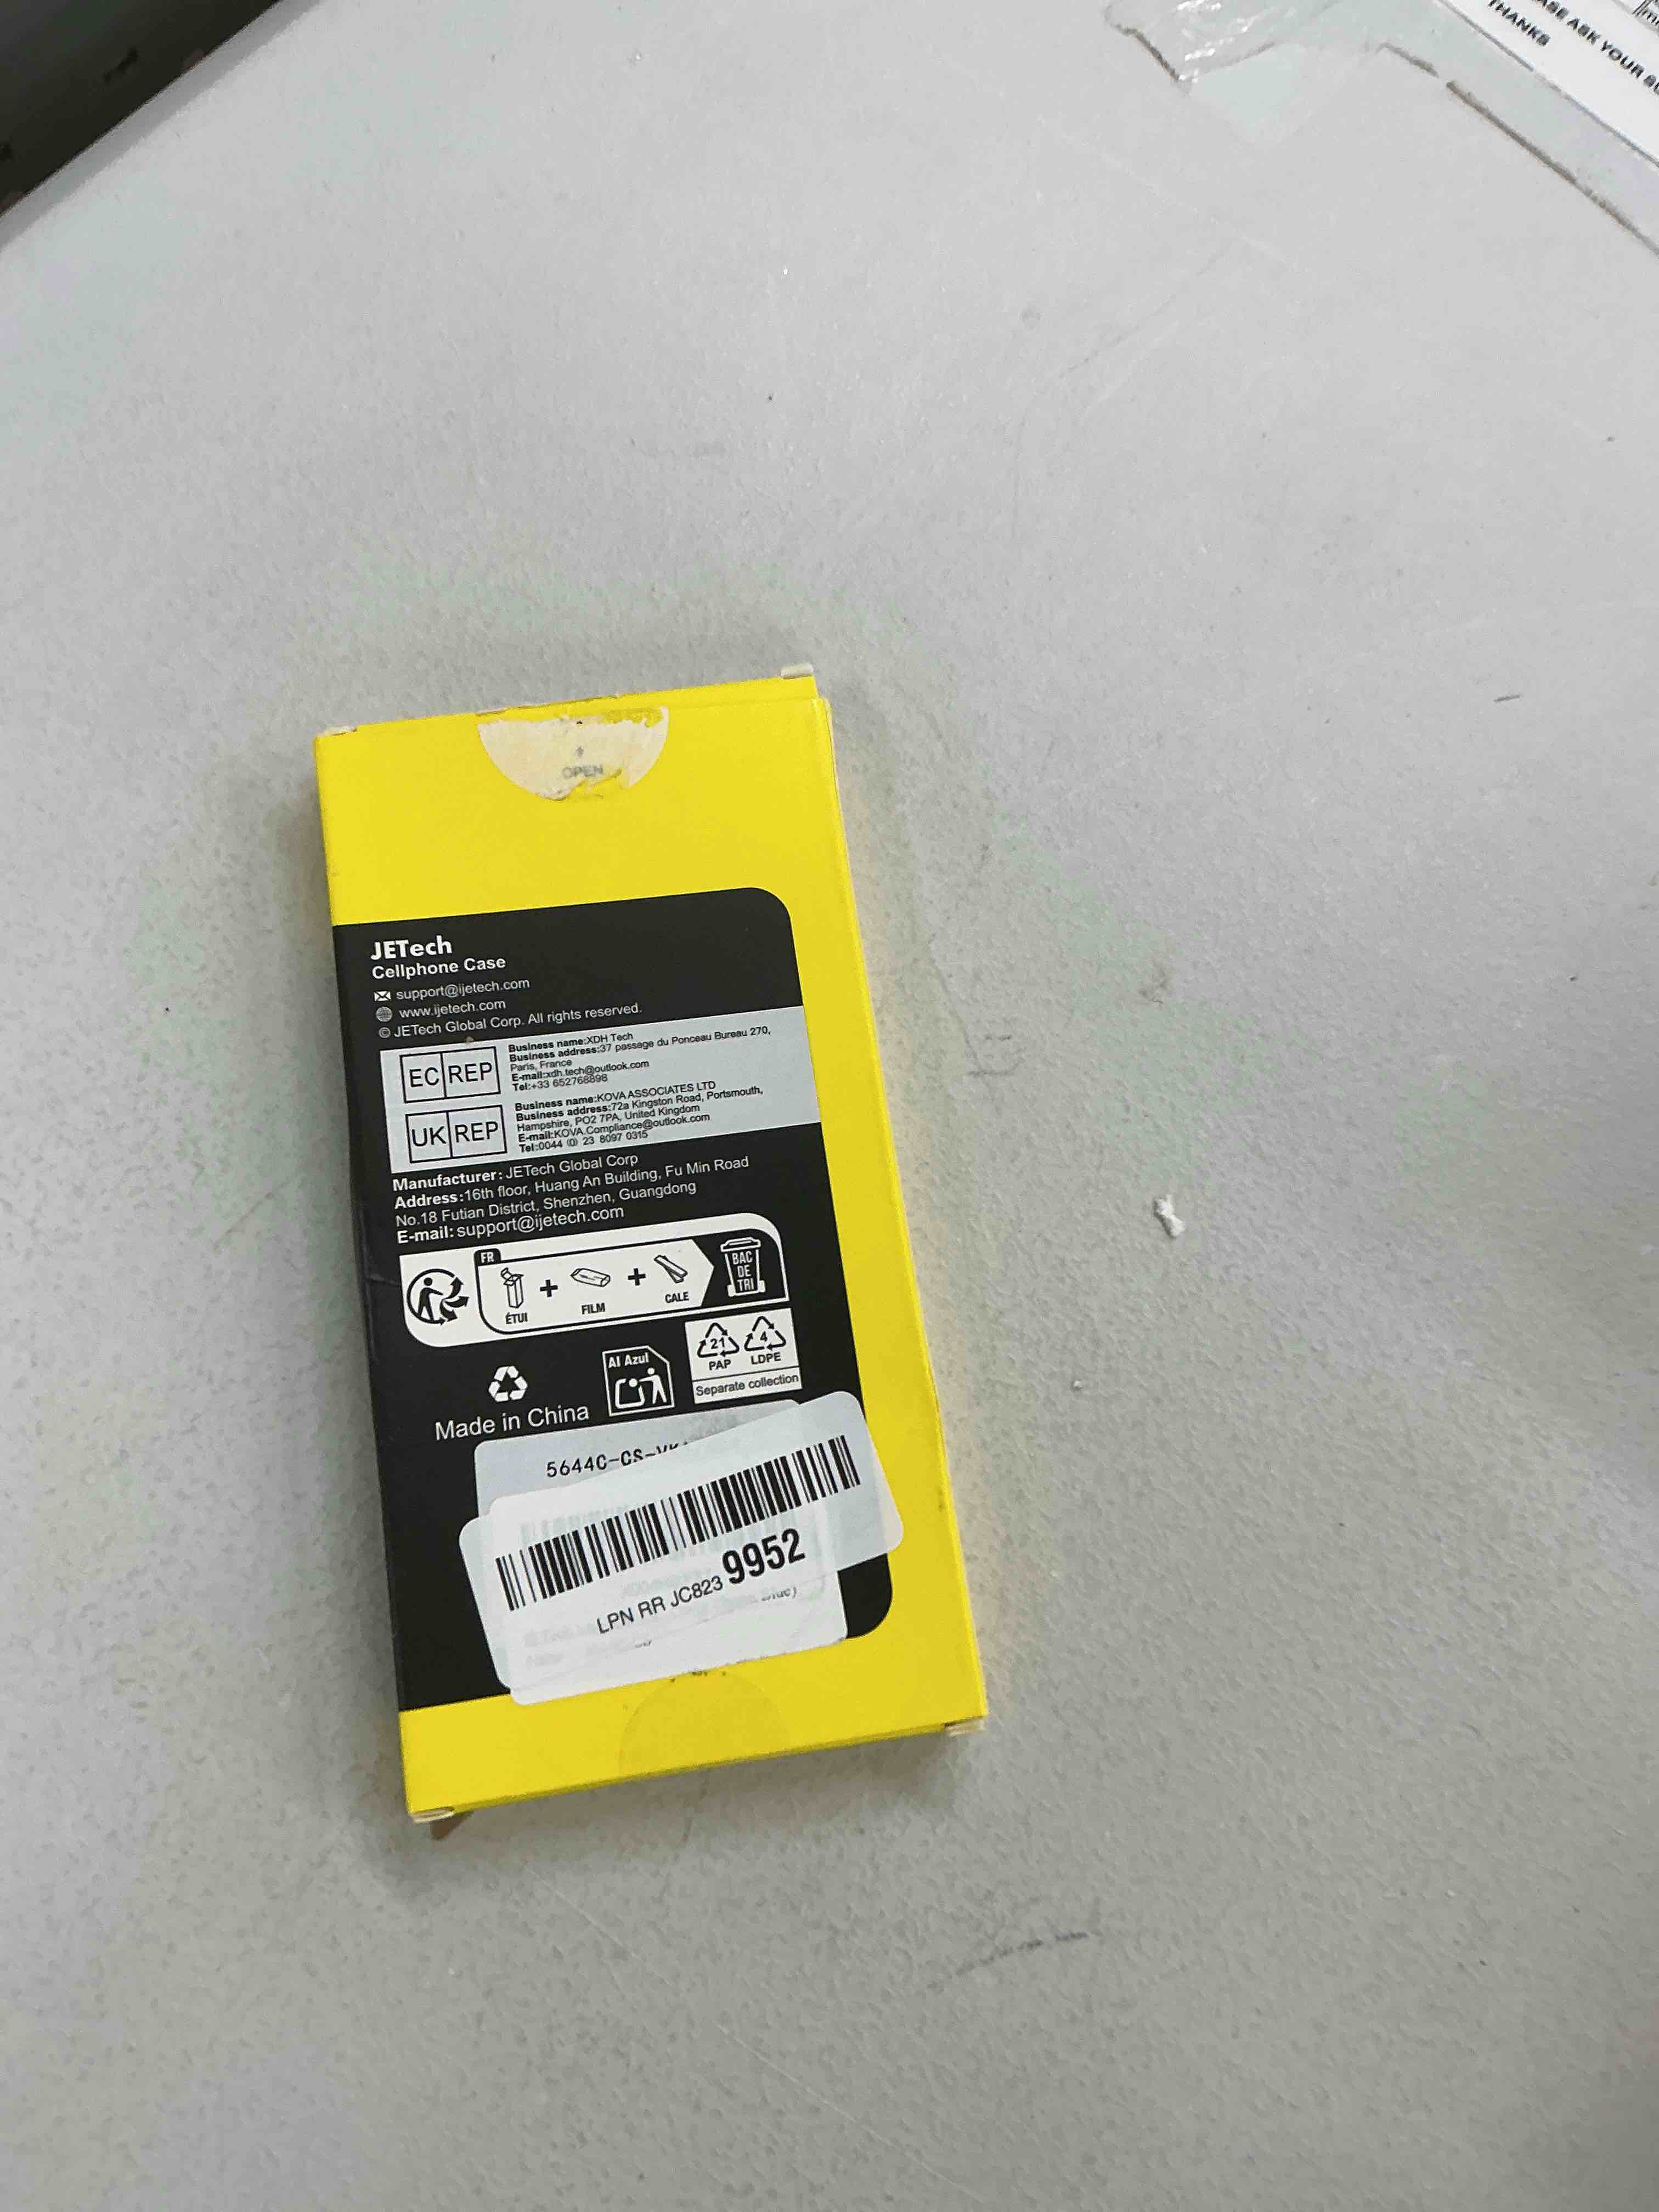 ASE ASK YOUR
THANKS
OPEN
JETech
Cellphone Case
support@ijetech.com
www.ijetech.com
© JETech Global Corp. All rights reserved.
EC REP
Business name:XDH Tech
Business address:37 passage du Ponceau Bureau 270,
Paris, France
E-mail:xdh.tech@outlook.com
Tel:+33 652768898
UK REP
Business name:KOVA ASSOCIATES LTD
Business address:72a Kingston Road, Portsmouth,
Hampshire, PO2 7PA, United Kingdom
E-mail:KOVA.Compliance@outlook.com
Tel:0044 (0) 23 8097 0315
Manufacturer: JETech Global Corp
Address:16th floor, Huang An Building, Fu Min Road
No.18 Futian District, Shenzhen, Guangdong
E-mail: support@ijetech.com
FR
ÉTUI + FILM + CALE
BAC
DE
TRI
Al Azul
21 4
PAP LDPE
Separate collection
Made in China
5644C-CS-
LPN RR JC823 9952